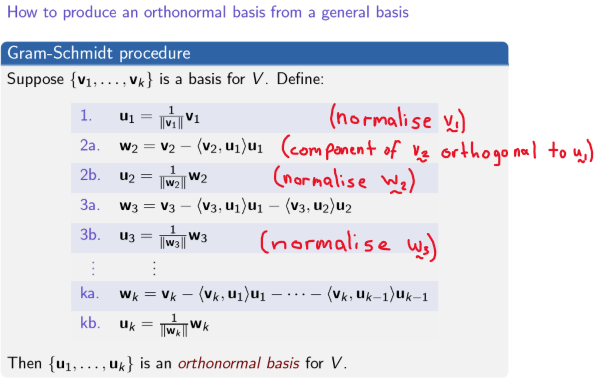 How to produce an orthonormal basis from a general basis
Gram-Schmidt procedure
Suppose {v₁, . . . , vₖ} is a basis for V. Define:
1. u₁ = 1/‖v₁‖ v₁ (normalise v₁)
2a. w₂ = v₂ − ⟨v₂, u₁⟩u₁ (component of v₂ orthogonal to u₁)
2b. u₂ = 1/‖w₂‖ w₂ (normalise w₂)
3a. w₃ = v₃ − ⟨v₃, u₁⟩u₁ − ⟨v₃, u₂⟩u₂
3b. u₃ = 1/‖w₃‖ w₃ (normalise w₃)
⋮ ⋮
ka. wₖ = vₖ − ⟨vₖ, u₁⟩u₁ − · · · − ⟨vₖ, uₖ₋₁⟩uₖ₋₁
kb. uₖ = 1/‖wₖ‖ wₖ
Then {u₁, . . . , uₖ} is an orthonormal basis for V.